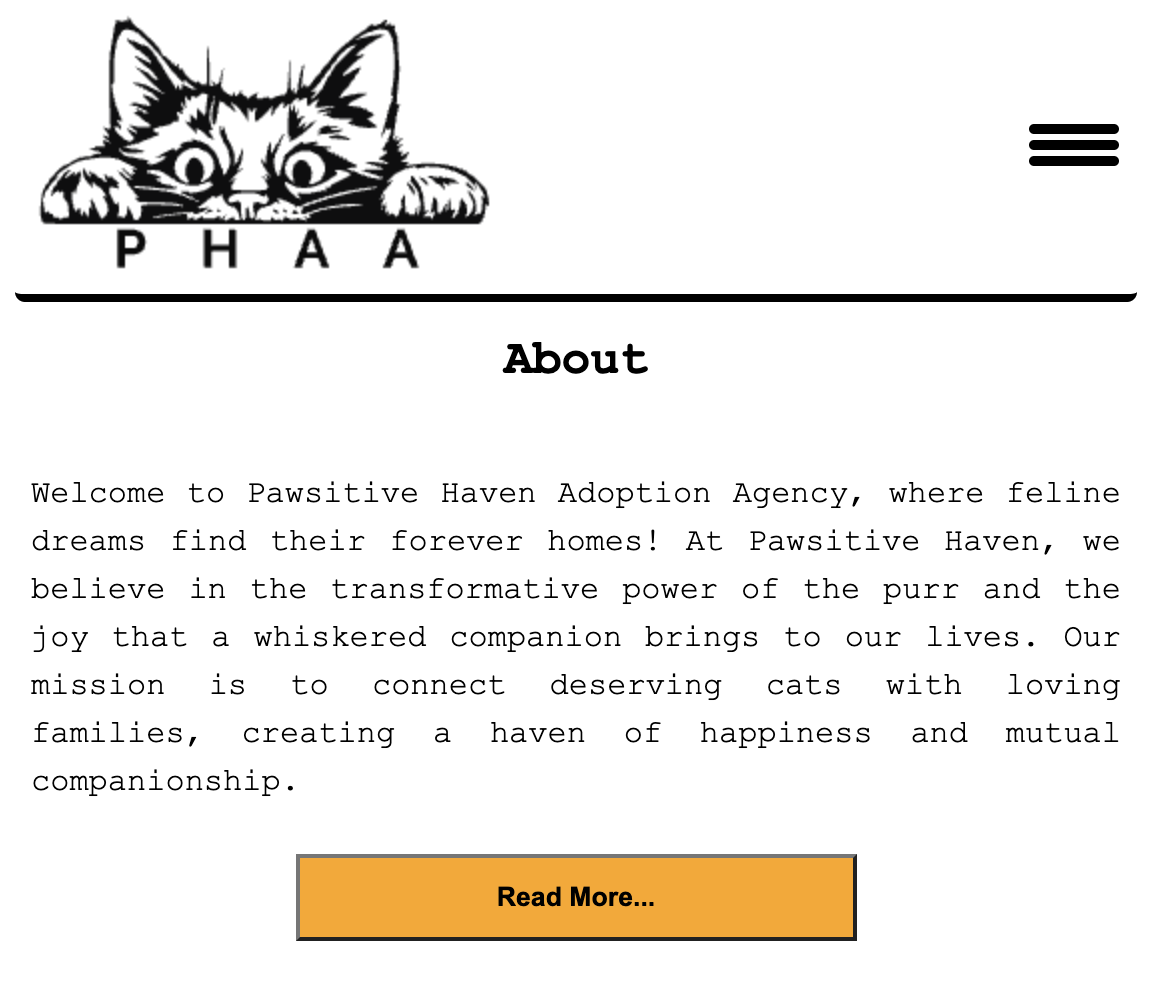 P H A A
About
Welcome to Pawsitive Haven Adoption Agency, where feline
dreams find their forever homes! At Pawsitive Haven, we
believe in the transformative power of the purr and the
joy that a whiskered companion brings to our lives. Our
mission is to connect deserving cats with loving
families, creating a haven of happiness and mutual
companionship.
Read More...